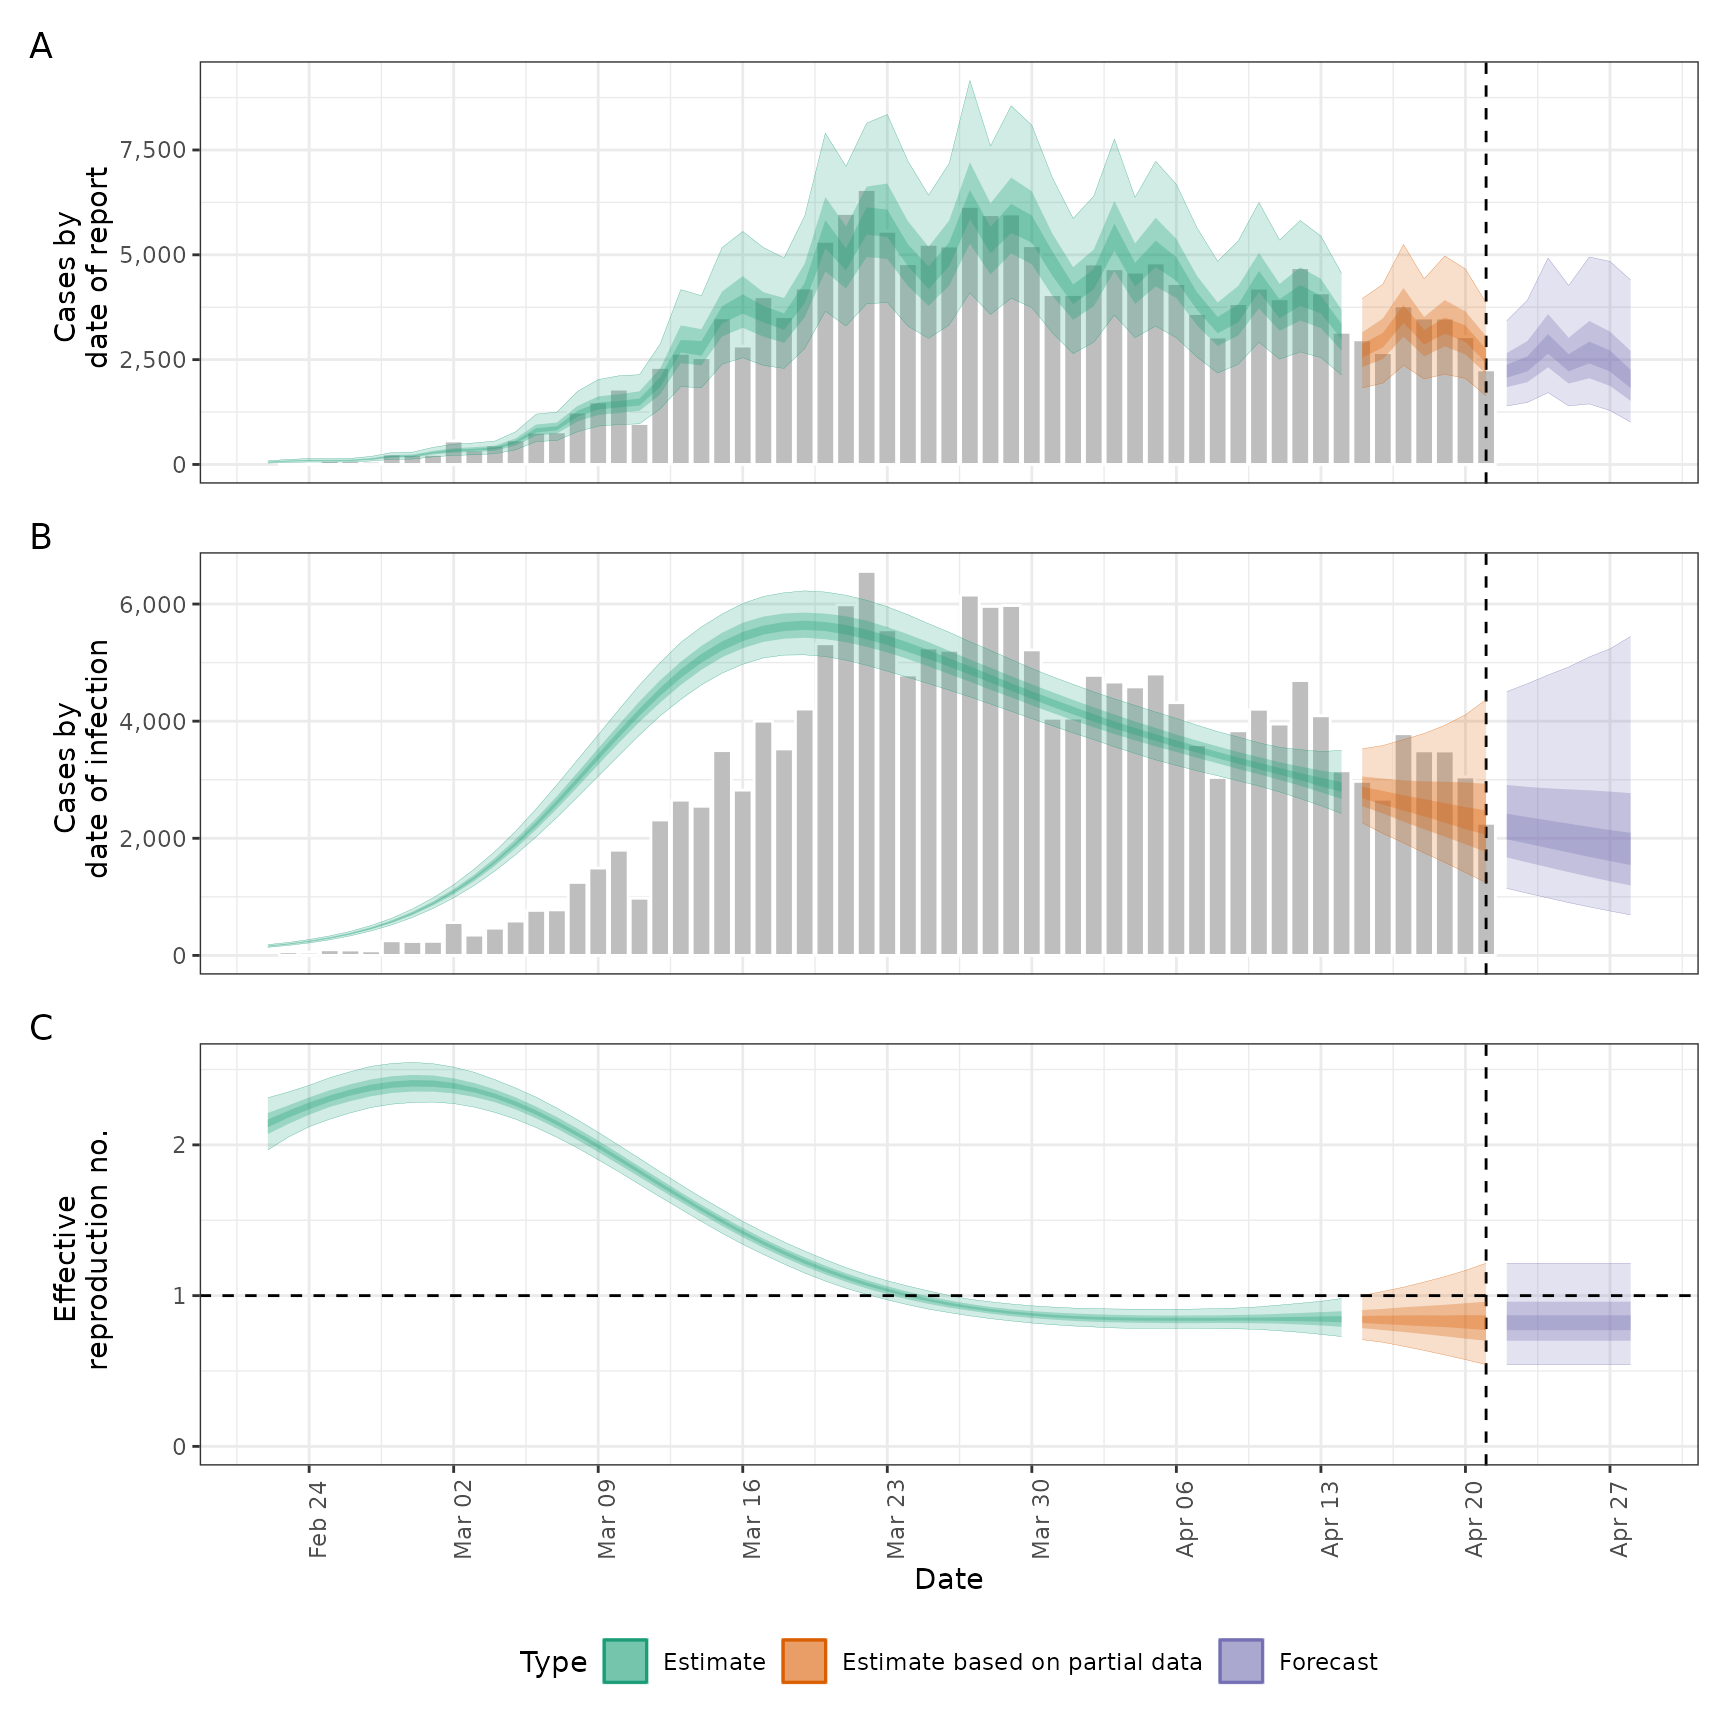 A
Cases by
date of report
7,500
5,000
2,500
0
B
Cases by
date of infection
6,000
4,000
2,000
0
C
Effective
reproduction no.
2
1
0
Feb 24
Mar 02
Mar 09
Mar 16
Mar 23
Mar 30
Apr 06
Apr 13
Apr 20
Apr 27
Date
Type Estimate Estimate based on partial data Forecast